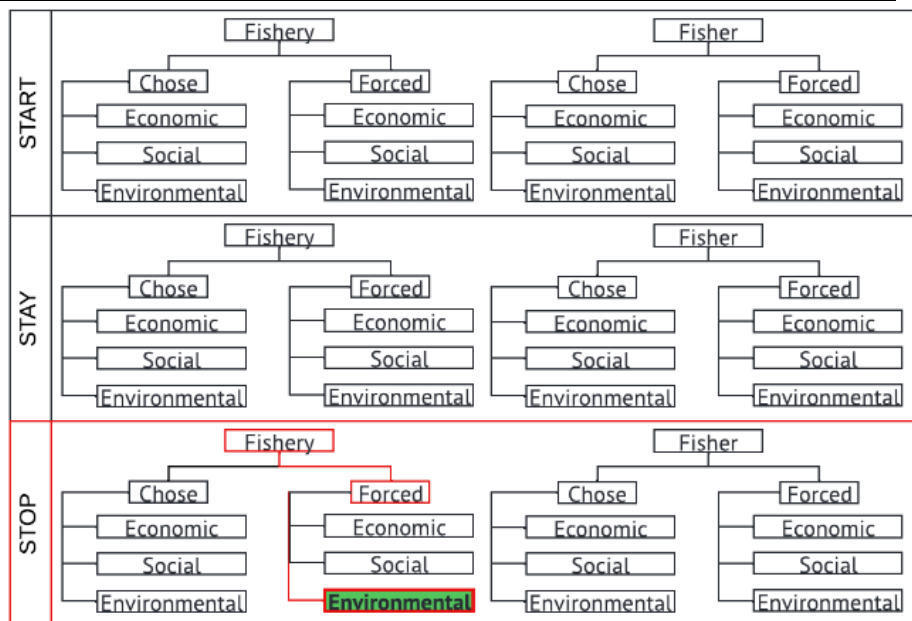 START
Fishery Fisher
Chose Forced Chose Forced
Economic Economic Economic Economic
Social Social Social Social
Environmental Environmental Environmental Environmental
STAY
Fishery Fisher
Chose Forced Chose Forced
Economic Economic Economic Economic
Social Social Social Social
Environmental Environmental Environmental Environmental
STOP
Fishery Fisher
Chose Forced Chose Forced
Economic Economic Economic Economic
Social Social Social Social
Environmental Environmental Environmental Environmental